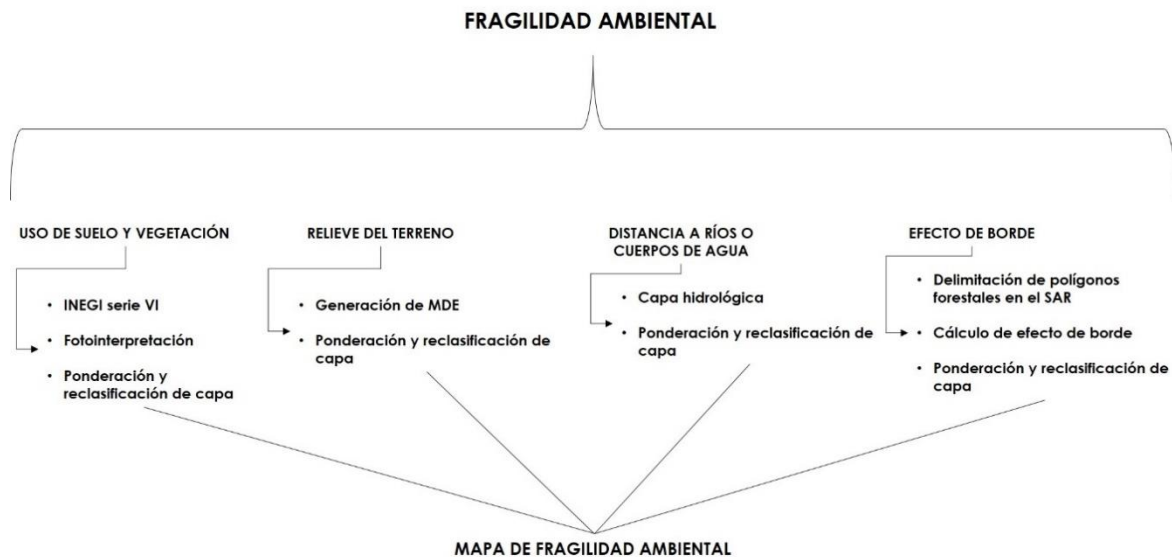 FRAGILIDAD AMBIENTAL
USO DE SUELO Y VEGETACIÓN
• INEGI serie VI
• Fotointerpretación
• Ponderación y
reclasificación de capa
RELIEVE DEL TERRENO
• Generación de MDE
• Ponderación y reclasificación de
capa
DISTANCIA A RÍOS O
CUERPOS DE AGUA
• Capa hidrológica
• Ponderación y reclasificación de
capa
EFECTO DE BORDE
• Delimitación de polígonos
forestales en el SAR
• Cálculo de efecto de borde
• Ponderación y reclasificación de
capa
MAPA DE FRAGILIDAD AMBIENTAL